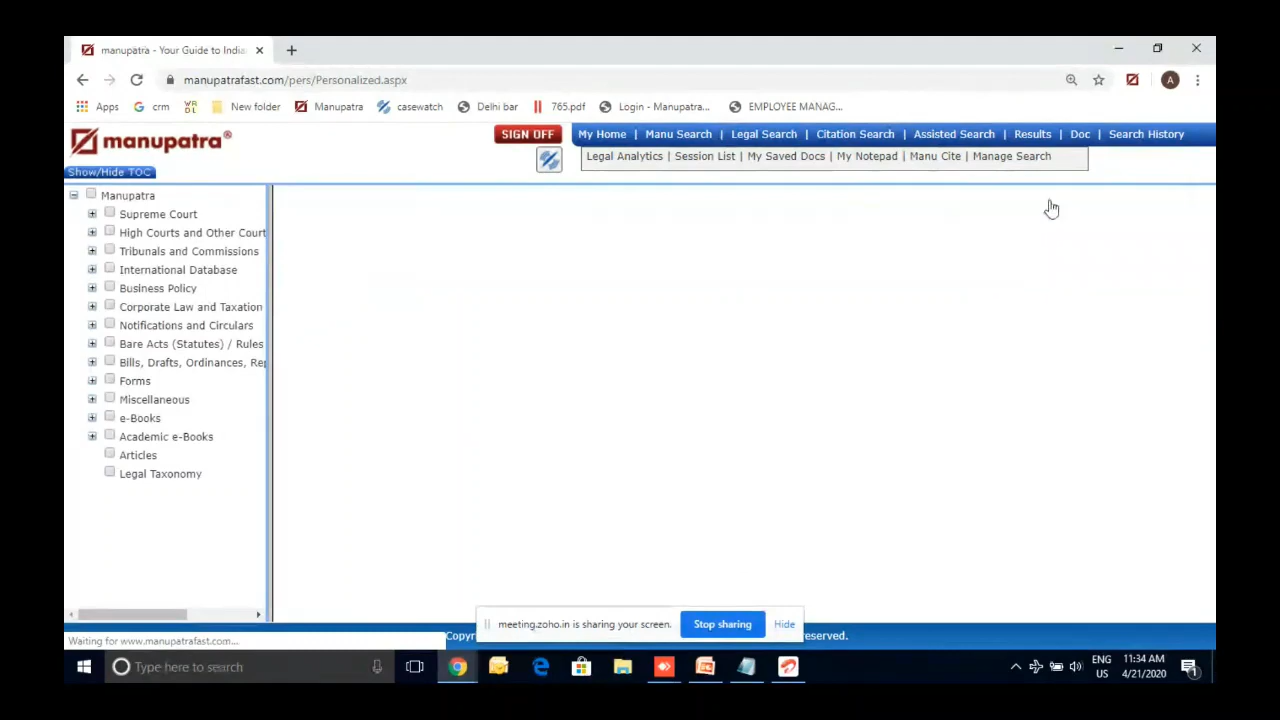 manupatra - Your Guide to India
manupatrafast.com/pers/Personalized.aspx
A
Apps
crm
New folder
Manupatra
casewatch
Delhi bar
765.pdf
Login - Manupatra...
EMPLOYEE MANAG...
manupatra®
SIGN OFF
My Home | Manu Search | Legal Search | Citation Search | Assisted Search | Results | Doc | Search History
Legal Analytics | Session List | My Saved Docs | My Notepad | Manu Cite | Manage Search
Show/Hide TOC
Manupatra
Supreme Court
High Courts and Other Court
Tribunals and Commissions
International Database
Business Policy
Corporate Law and Taxation
Notifications and Circulars
Bare Acts (Statutes) / Rules
Bills, Drafts, Ordinances, Rep
Forms
Miscellaneous
e-Books
Academic e-Books
Articles
Legal Taxonomy
meeting.zoho.in is sharing your screen.
Stop sharing
Hide
Waiting for www.manupatrafast.com...
Copyr
reserved.
Type here to search
ENG
US
11:34 AM
4/21/2020
1